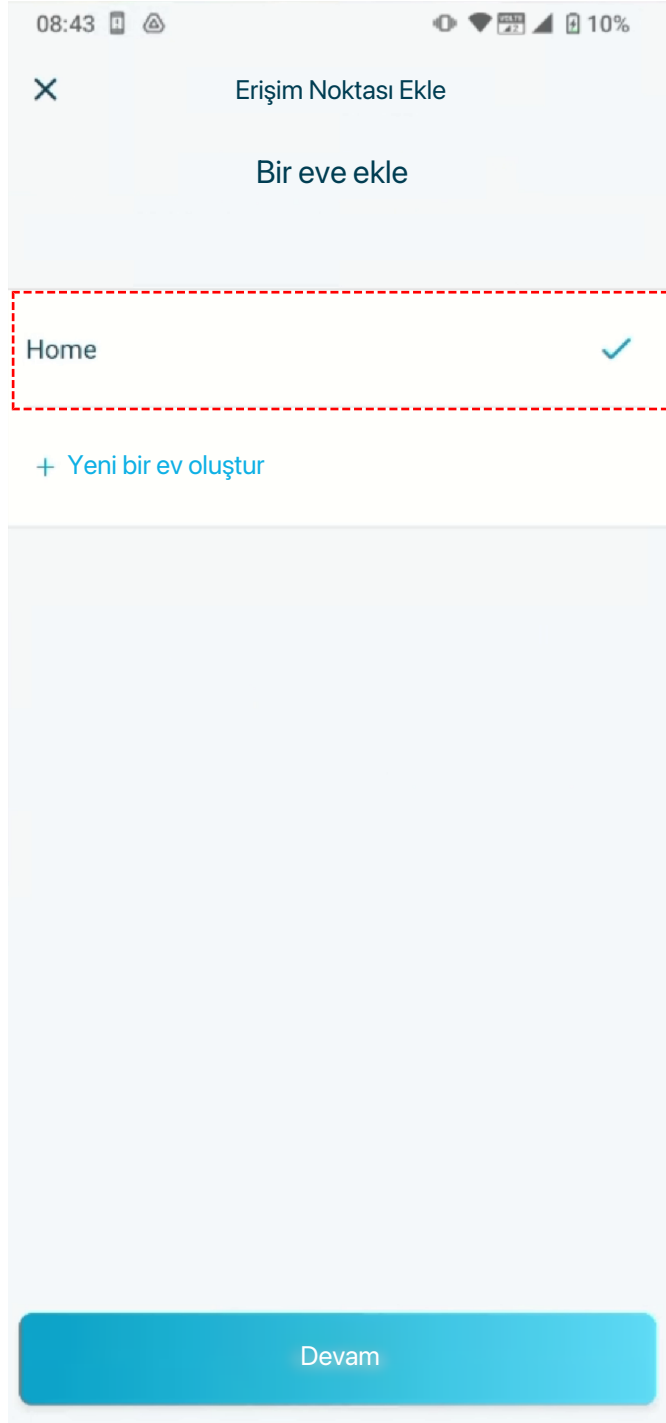 08:43 10%
Erişim Noktası Ekle
Bir eve ekle
Home
+ Yeni bir ev oluştur
Devam